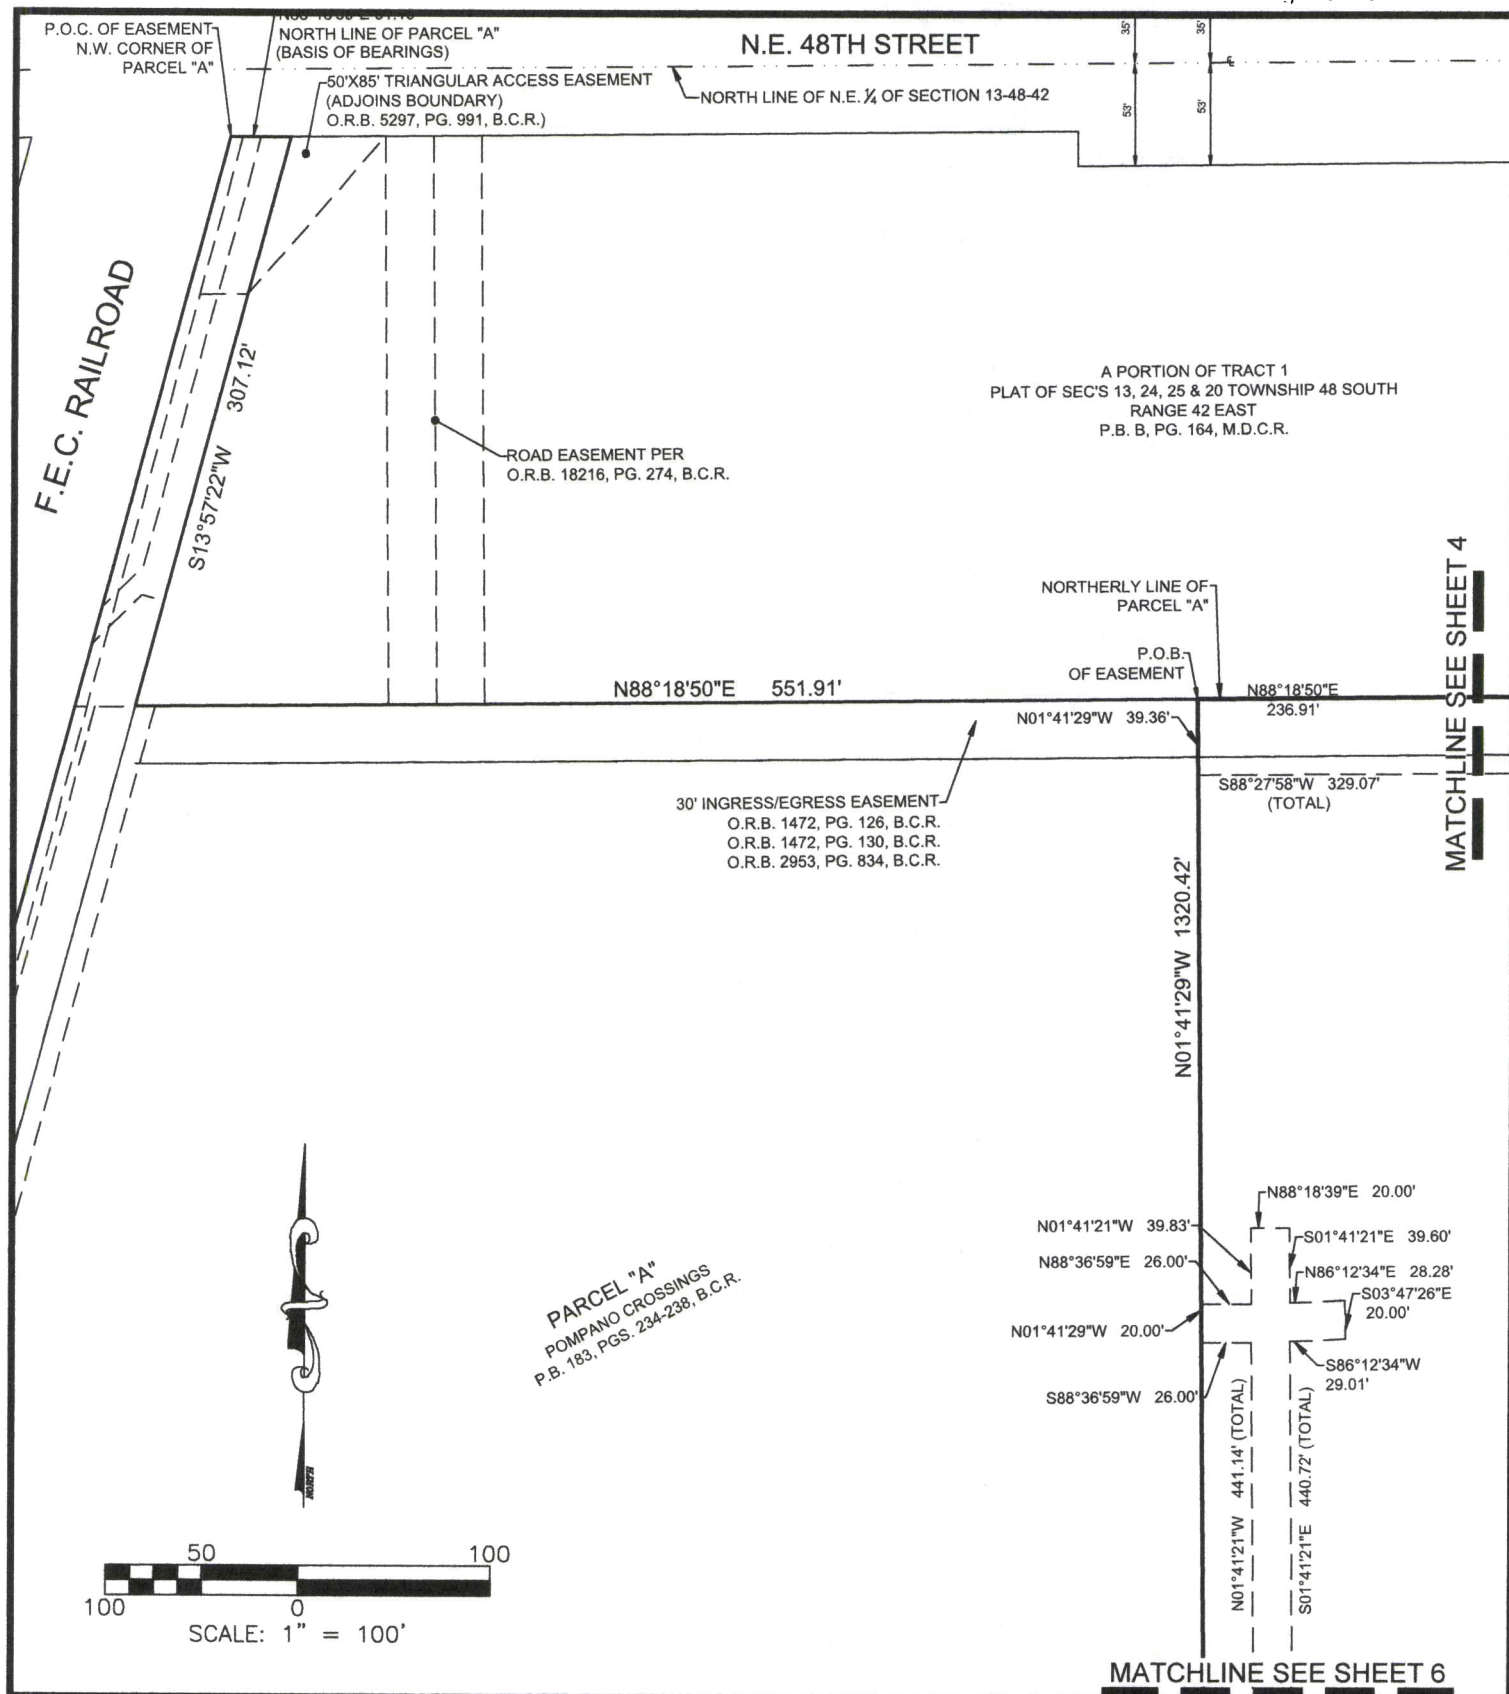 P.O.C. OF EASEMENT
N.W. CORNER OF
PARCEL "A"
NORTH LINE OF PARCEL "A"
(BASIS OF BEARINGS)
50'X85' TRIANGULAR ACCESS EASEMENT
(ADJOINS BOUNDARY)
O.R.B. 5297, PG. 991, B.C.R.)
N.E. 48TH STREET
NORTH LINE OF N.E. ¼ OF SECTION 13-48-42
35'
35'
53'
53'
F.E.C. RAILROAD
S13°57'22"W 307.12'
ROAD EASEMENT PER
O.R.B. 18216, PG. 274, B.C.R.
A PORTION OF TRACT 1
PLAT OF SEC'S 13, 24, 25 & 20 TOWNSHIP 48 SOUTH
RANGE 42 EAST
P.B. B, PG. 164, M.D.C.R.
MATCHLINE SEE SHEET 4
NORTHERLY LINE OF
PARCEL "A"
P.O.B.
OF EASEMENT
N88°18'50"E 551.91'
N88°18'50"E
236.91'
N01°41'29"W 39.36'
S88°27'58"W 329.07'
(TOTAL)
30' INGRESS/EGRESS EASEMENT
O.R.B. 1472, PG. 126, B.C.R.
O.R.B. 1472, PG. 130, B.C.R.
O.R.B. 2953, PG. 834, B.C.R.
N01°41'29"W 1320.42'
N88°18'39"E 20.00'
N01°41'21"W 39.83'
S01°41'21"E 39.60'
N88°36'59"E 26.00'
N86°12'34"E 28.28'
S03°47'26"E
20.00'
N01°41'29"W 20.00'
S86°12'34"W
29.01'
S88°36'59"W 26.00'
N01°41'21"W 441.14' (TOTAL)
S01°41'21"E 440.72' (TOTAL)
PARCEL "A"
POMPANO CROSSINGS
P.B. 183, PGS. 234-238, B.C.R.
NORTH
50 100
100 0
SCALE: 1" = 100'
MATCHLINE SEE SHEET 6